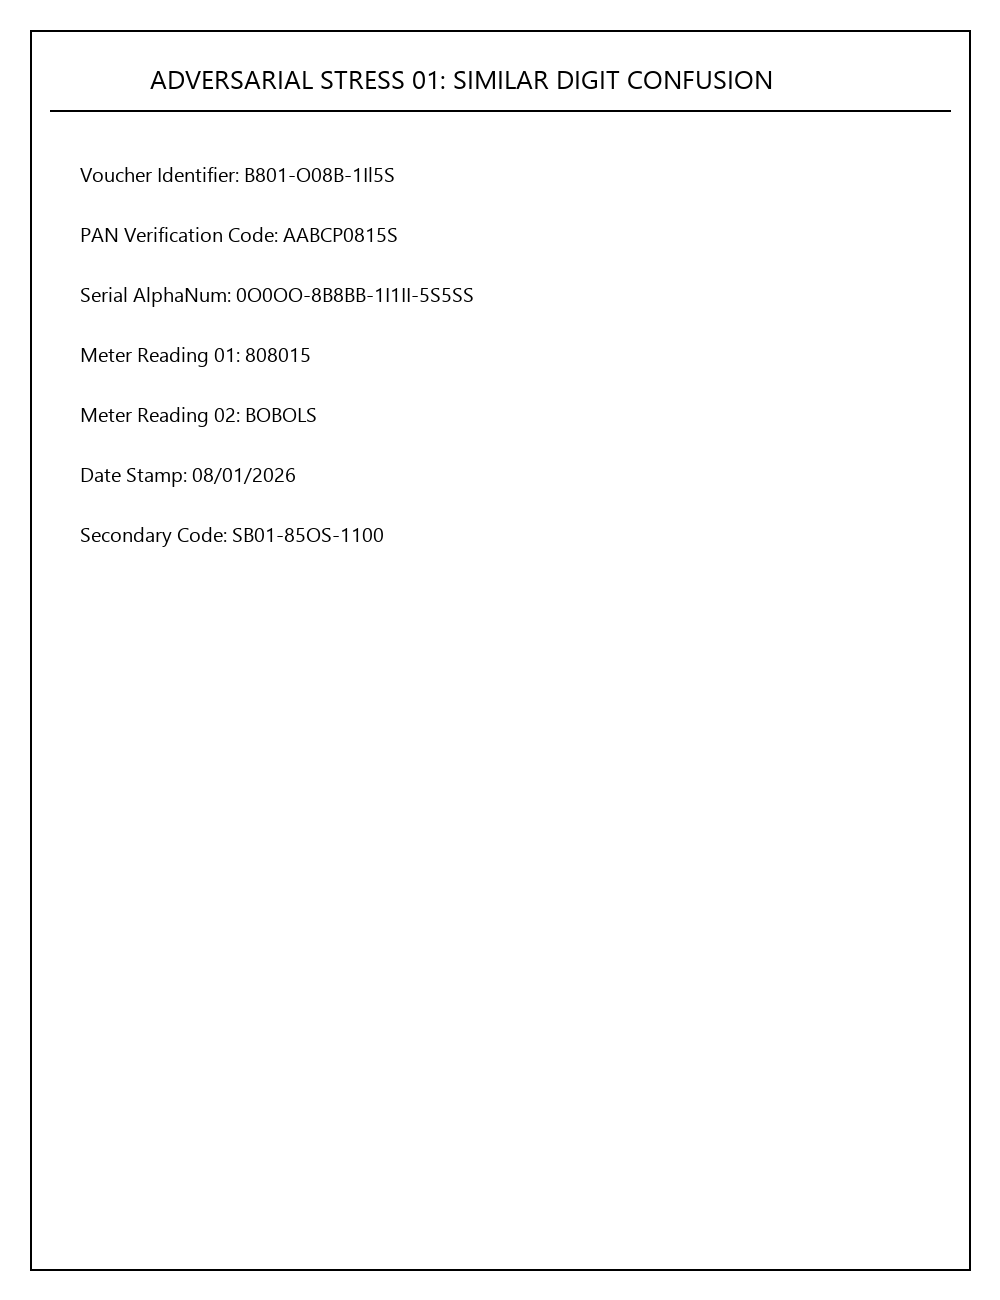 ADVERSARIAL STRESS 01: SIMILAR DIGIT CONFUSION
Voucher Identifier: B801-O08B-1Il5S
PAN Verification Code: AABCP0815S
Serial AlphaNum: 0O0OO-8B8BB-1I1II-5S5SS
Meter Reading 01: 808015
Meter Reading 02: BOBOLS
Date Stamp: 08/01/2026
Secondary Code: SB01-85OS-1100